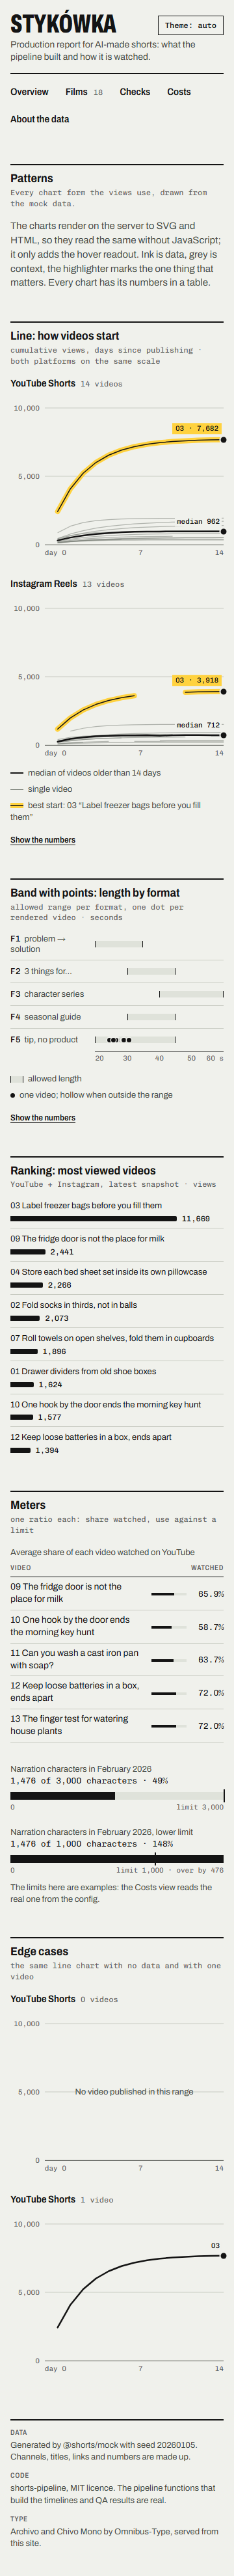 STYKÓWKA
Theme: auto
Production report for AI-made shorts: what the
pipeline built and how it is watched.
Overview Films 18 Checks Costs
About the data
Patterns
Every chart form the views use, drawn from
the mock data.
The charts render on the server to SVG and
HTML, so they read the same without JavaScript;
it only adds the hover readout. Ink is data, grey is
context, the highlighter marks the one thing that
matters. Every chart has its numbers in a table.
Line: how videos start
cumulative views, days since publishing ·
both platforms on the same scale
YouTube Shorts 14 videos
10,000
03 · 7,682
5,000
median 962
0
day 0 7 14
Instagram Reels 13 videos
10,000
5,000
03 · 3,918
median 712
0
day 0 7 14
median of videos older than 14 days
single video
best start: 03 “Label freezer bags before you fill
them”
Show the numbers
Band with points: length by format
allowed range per format, one dot per
rendered video · seconds
F1 problem →
solution
F2 3 things for...
F3 character series
F4 seasonal guide
F5 tip, no product
20 30 40 50 60 s
allowed length
one video; hollow when outside the range
Show the numbers
Ranking: most viewed videos
YouTube + Instagram, latest snapshot · views
03 Label freezer bags before you fill them
11,669
09 The fridge door is not the place for milk
2,441
04 Store each bed sheet set inside its own pillowcase
2,266
02 Fold socks in thirds, not in balls
2,073
07 Roll towels on open shelves, fold them in cupboards
1,896
01 Drawer dividers from old shoe boxes
1,624
10 One hook by the door ends the morning key hunt
1,577
12 Keep loose batteries in a box, ends apart
1,394
Meters
one ratio each: share watched, use against a
limit
Average share of each video watched on YouTube
VIDEO WATCHED
09 The fridge door is not the
place for milk
65.9%
10 One hook by the door ends
the morning key hunt
58.7%
11 Can you wash a cast iron pan
with soap?
63.7%
12 Keep loose batteries in a box,
ends apart
72.0%
13 The finger test for watering
house plants
72.0%
Narration characters in February 2026
1,476 of 3,000 characters · 49%
0 limit 3,000
Narration characters in February 2026, lower limit
1,476 of 1,000 characters · 148%
0 limit 1,000 · over by 476
The limits here are examples: the Costs view reads the
real one from the config.
Edge cases
the same line chart with no data and with one
video
YouTube Shorts 0 videos
10,000
5,000
No video published in this range
0
day 0 7 14
YouTube Shorts 1 video
10,000
03
5,000
0
day 0 7 14
DATA
Generated by @shorts/mock with seed 20260105.
Channels, titles, links and numbers are made up.
CODE
shorts-pipeline, MIT licence. The pipeline functions that
build the timelines and QA results are real.
TYPE
Archivo and Chivo Mono by Omnibus-Type, served from
this site.